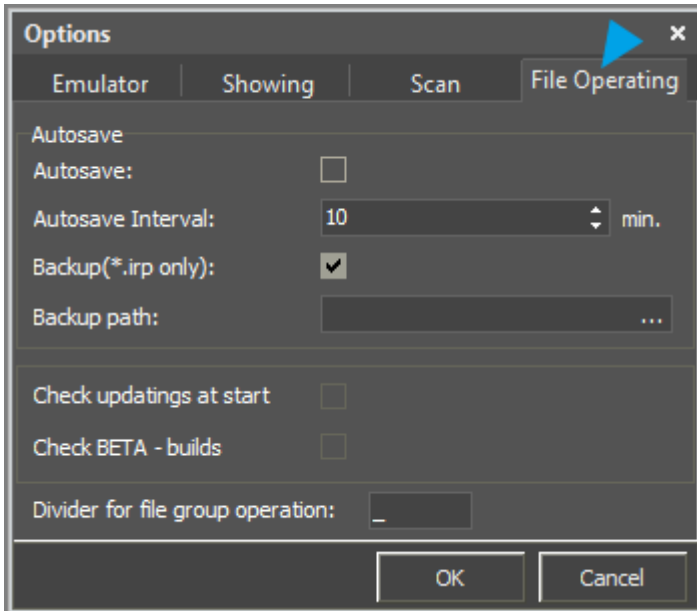 Options
Emulator Showing Scan File Operating
Autosave
Autosave:
Autosave Interval: 10 min.
Backup(*.irp only):
Backup path: ...
Check updatings at start
Check BETA - builds
Divider for file group operation: _
OK Cancel